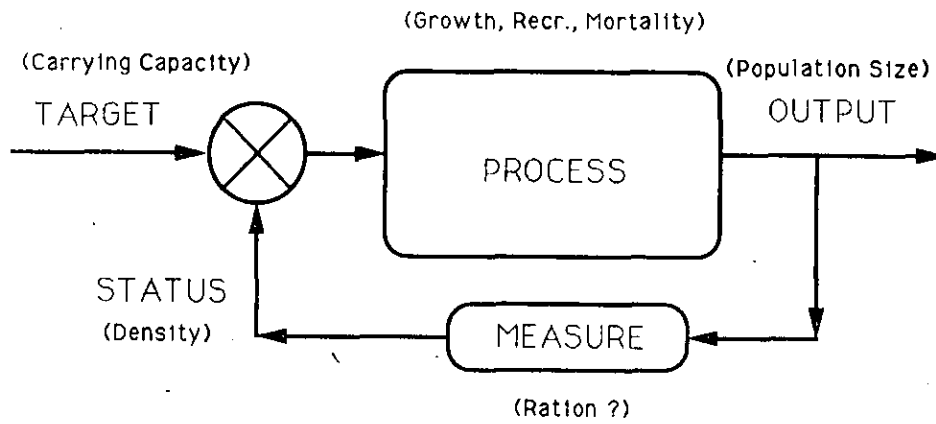 (Growth, Recr., Mortality)
(Carrying Capacity)
(Population Size)
TARGET
OUTPUT
PROCESS
STATUS
(Density)
MEASURE
(Ration ?)